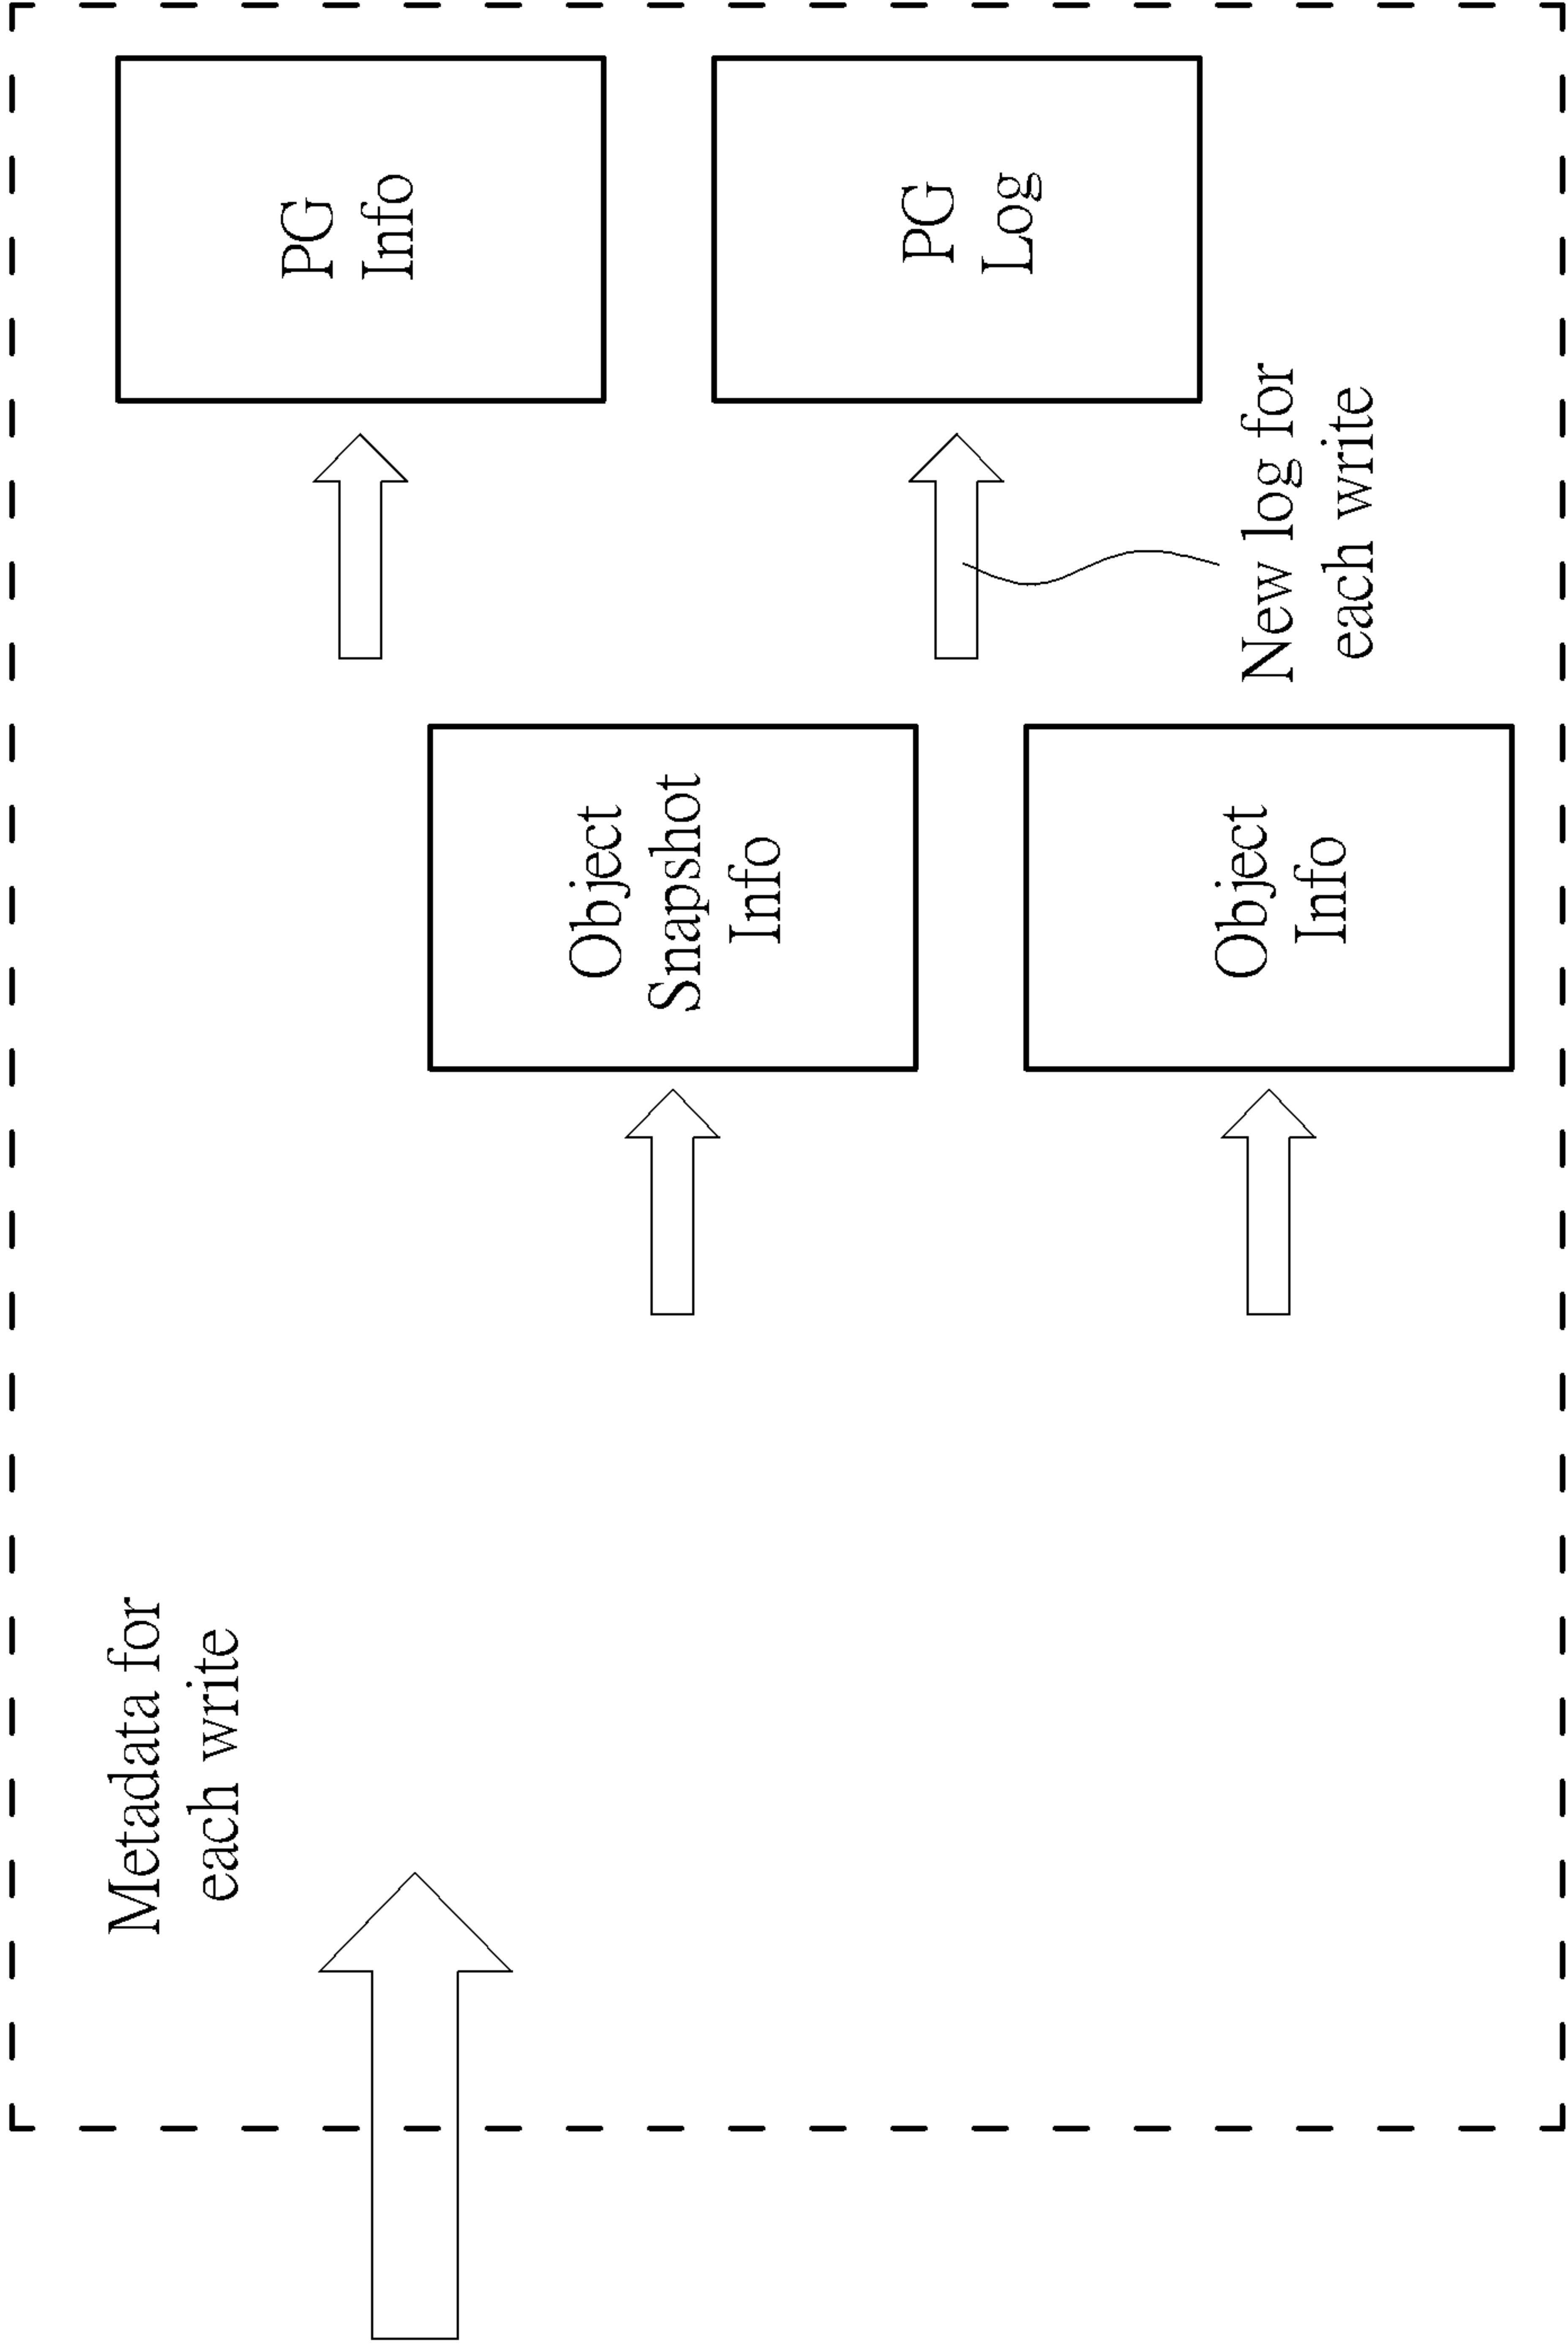 Metadata for
each write
Object
Snapshot
Info
Object
Info
PG
Info
PG
Log
New log for
each write